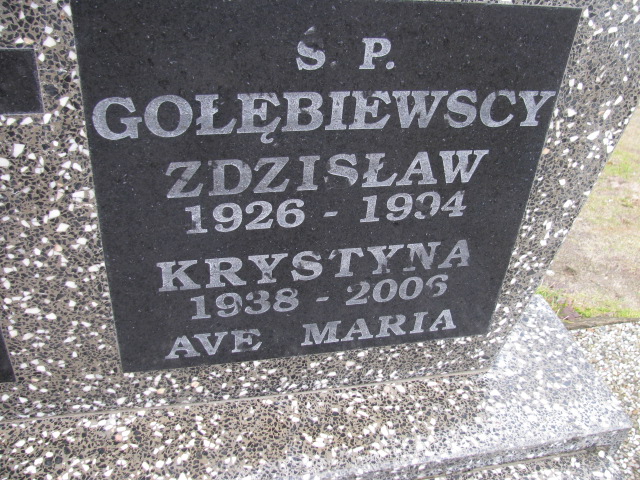 S. P.
GOŁĘBIEWSCY
ZDZISŁAW
1926 - 1994
KRYSTYNA
1938 - 2006
AVE MARIA